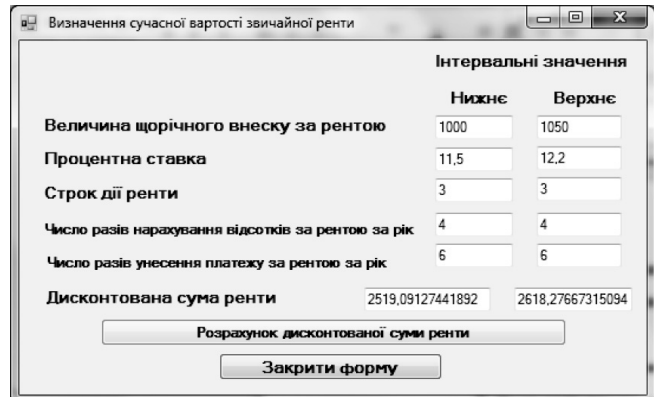 Визначення сучасної вартості звичайної ренти
Інтервальні значення
Нижнє Верхнє
Величина щорічного внеску за рентою 1000 1050
Процентна ставка 11,5 12,2
Строк дії ренти 3 3
Число разів нарахування відсотків за рентою за рік 4 4
Число разів унесення платежу за рентою за рік 6 6
Дисконтована сума ренти 2519,09127441892 2618,27667315094
Розрахунок дисконтованої суми ренти
Закрити форму